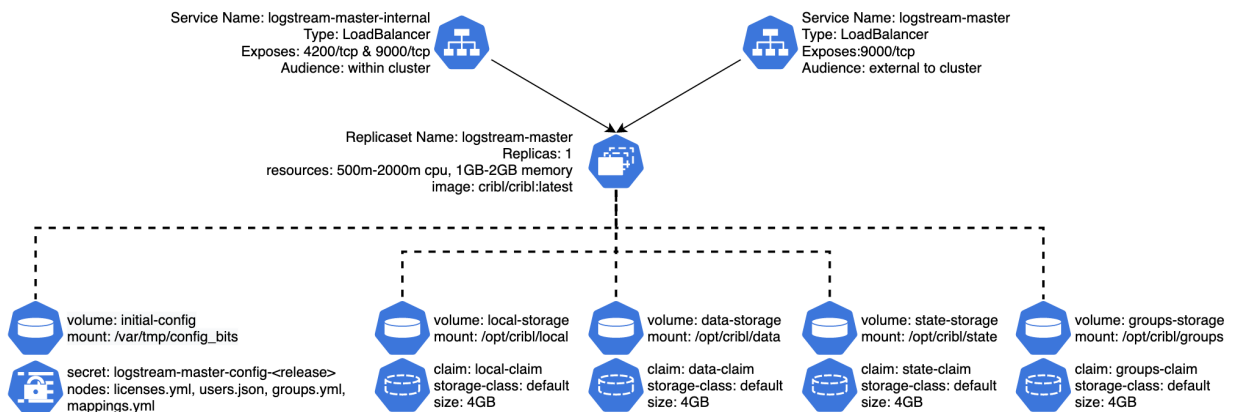 Service Name: logstream-master-internal
Type: LoadBalancer
Exposes: 4200/tcp & 9000/tcp
Audience: within cluster
Service Name: logstream-master
Type: LoadBalancer
Exposes:9000/tcp
Audience: external to cluster
Replicaset Name: logstream-master
Replicas: 1
resources: 500m-2000m cpu, 1GB-2GB memory
image: cribl/cribl:latest
volume: initial-config
mount: /var/tmp/config_bits
secret: logstream-master-config-<release>
nodes: licenses.yml, users.json, groups.yml,
mappings.yml
volume: local-storage
mount: /opt/cribl/local
claim: local-claim
storage-class: default
size: 4GB
volume: data-storage
mount: /opt/cribl/data
claim: data-claim
storage-class: default
size: 4GB
volume: state-storage
mount: /opt/cribl/state
claim: state-claim
storage-class: default
size: 4GB
volume: groups-storage
mount: /opt/cribl/groups
claim: groups-claim
storage-class: default
size: 4GB